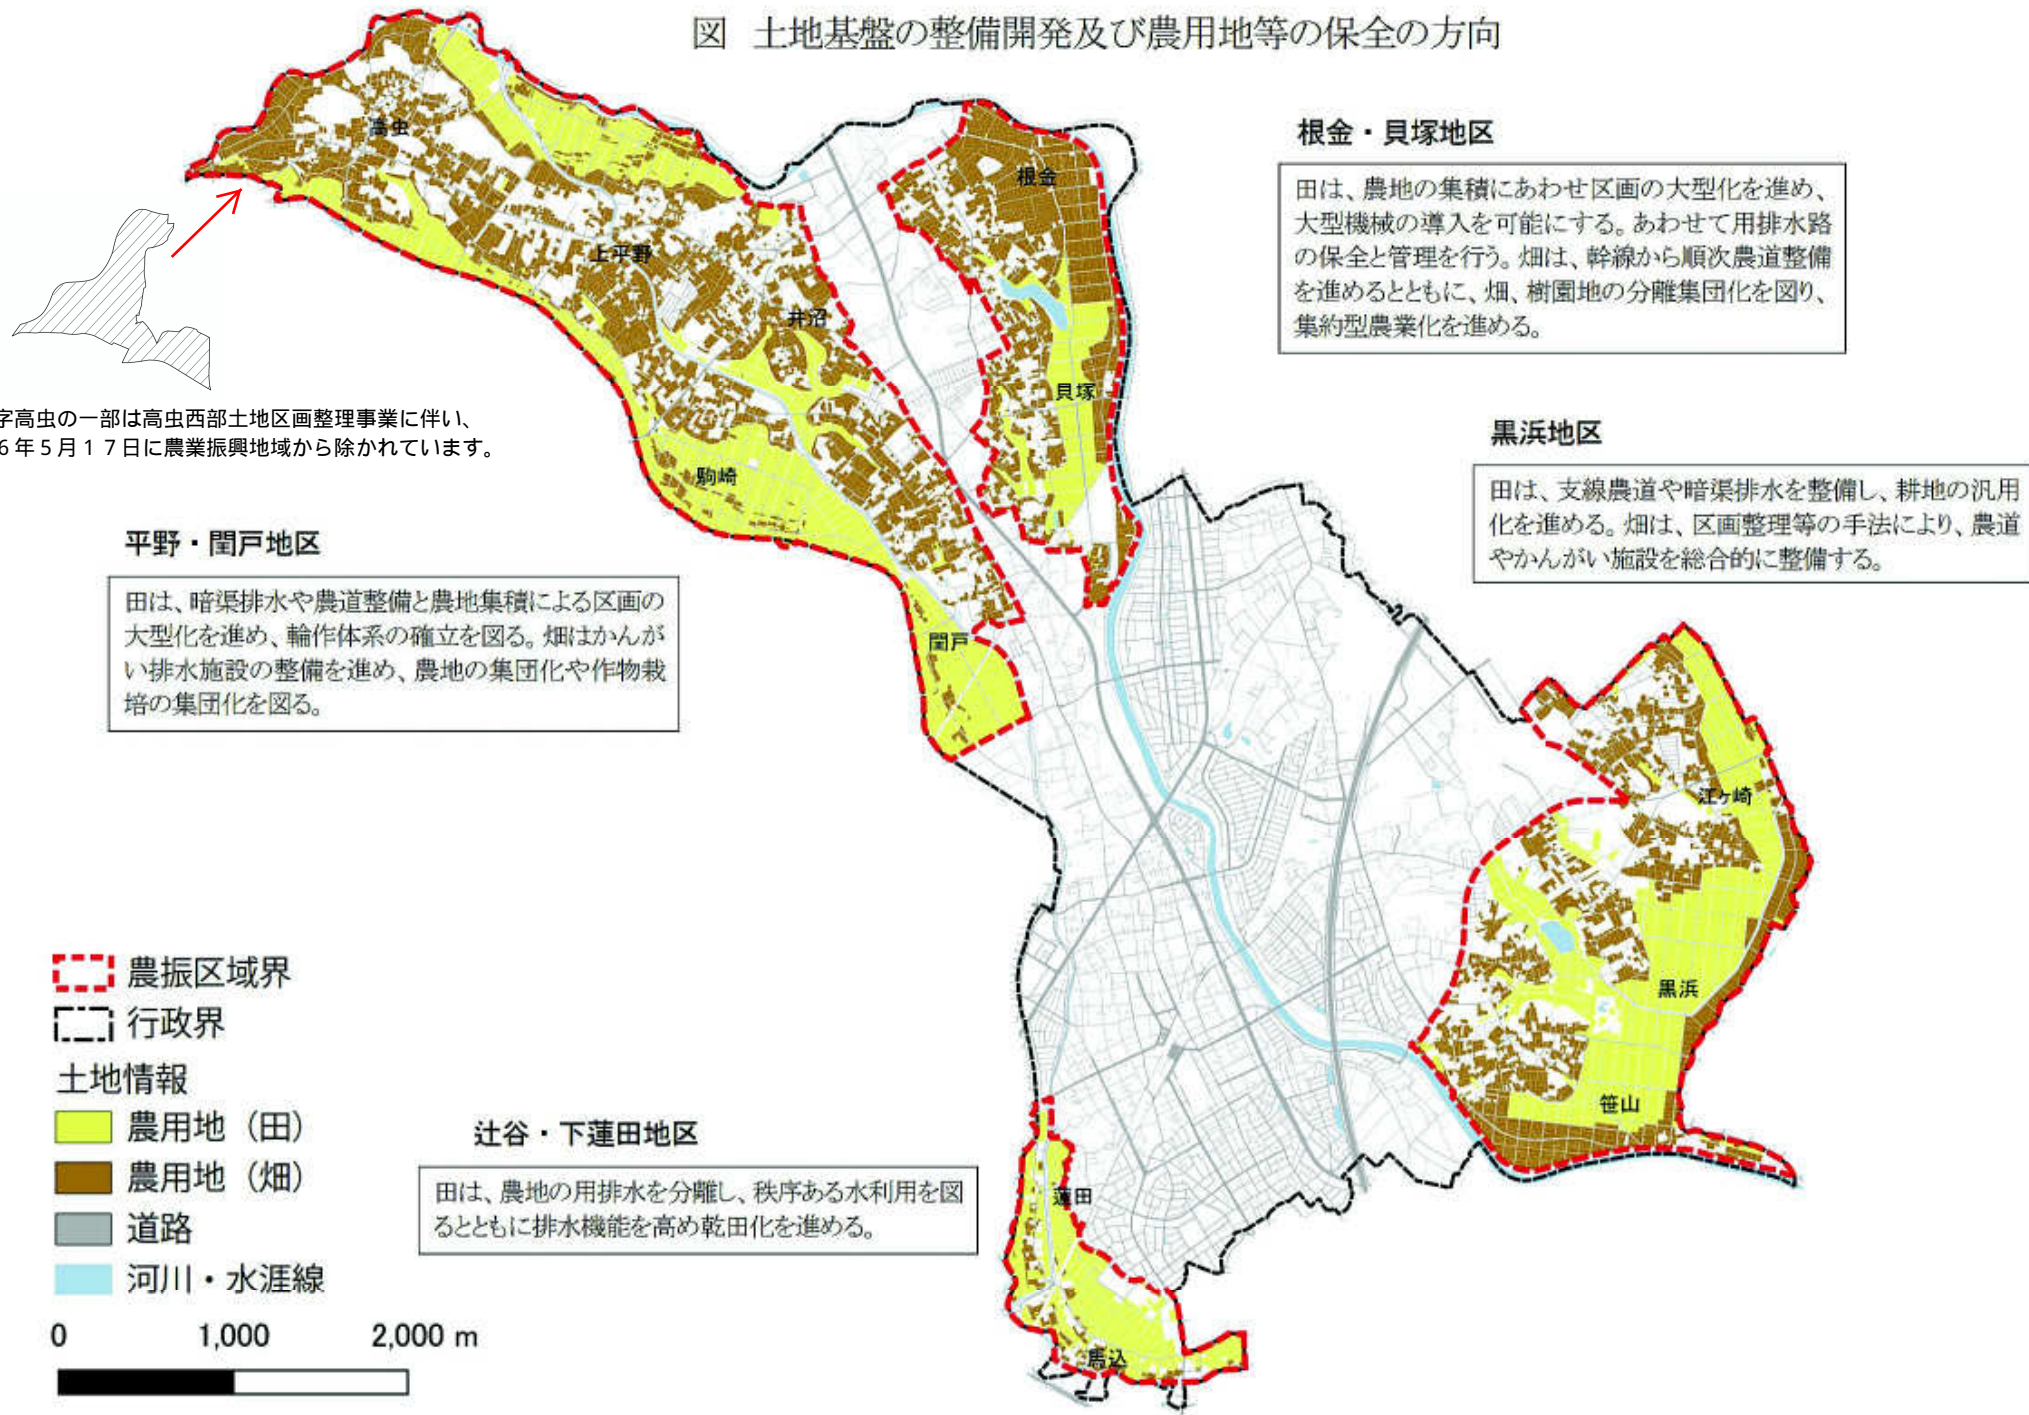 図 土地基盤の整備開発及び農用地等の保全の方向
根金・貝塚地区
田は、農地の集積にあわせ区画の大型化を進め、
大型機械の導入を可能にする。あわせて用排水路
の保全と管理を行う。畑は、幹線から順次農道整備
を進めるとともに、畑、樹園地の分離集団化を図り、
集約型農業化を進める。
高虫
根金
上平野
井沼
貝塚
字高虫の一部は高虫西部土地区画整理事業に伴い、
6年5月17日に農業振興地域から除かれています。
黒浜地区
田は、支線農道や暗渠排水を整備し、耕地の汎用
化を進める。畑は、区画整理等の手法により、農道
やかんがい施設を総合的に整備する。
駒崎
平野・閏戸地区
田は、暗渠排水や農道整備と農地集積による区画の
大型化を進め、輪作体系の確立を図る。畑はかんが
い排水施設の整備を進め、農地の集団化や作物栽
培の集団化を図る。
閏戸
江ヶ崎
黒浜
笹山
農振区域界
行政界
土地情報
農用地（田）
農用地（畑）
道路
河川・水涯線
0 1,000 2,000 m
辻谷・下蓮田地区
田は、農地の用排水を分離し、秩序ある水利用を図
るとともに排水機能を高め乾田化を進める。
蓮田
馬込